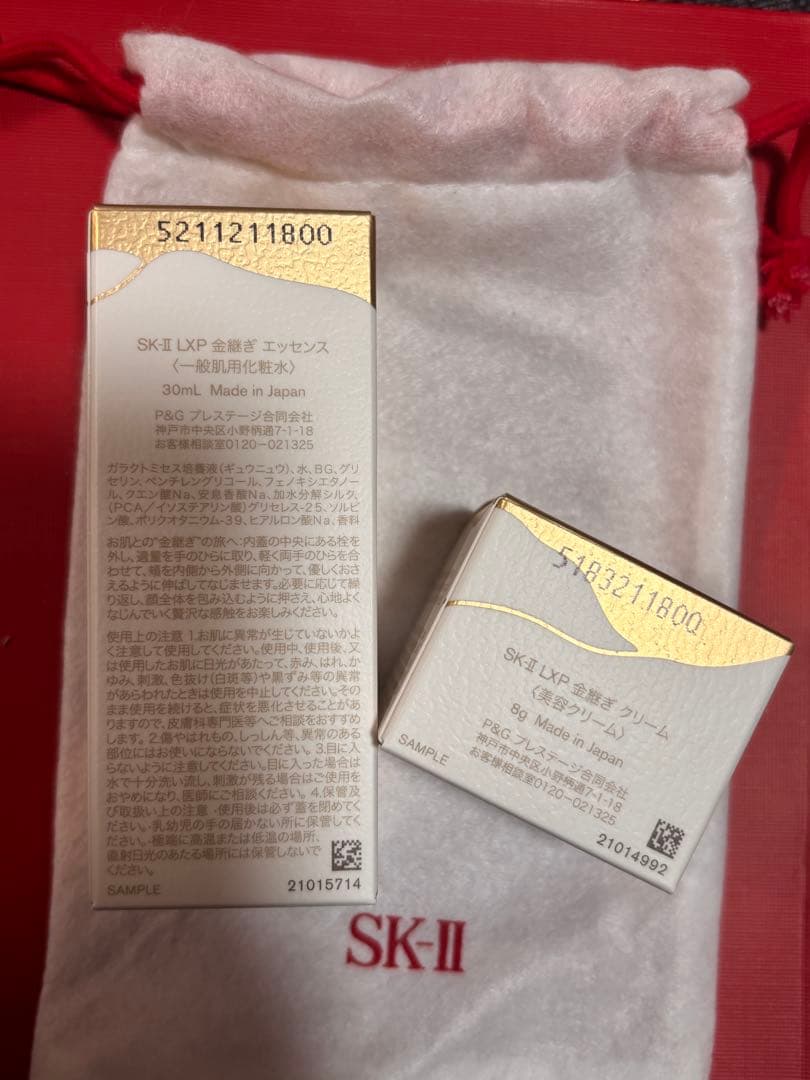 5211211800
SK-II LXP 金継ぎ エッセンス
〈一般肌用化粧水〉
30mL Made in Japan
P&G プレステージ合同会社
神戸市中央区小野柄通7-1-18
お客様相談室0120-021325
ガラクトミセス培養液(ギュウニュウ)、水、BG、グリ
セリン、ペンチレングリコール、フェノキシエタノー
ル、クエン酸Na、安息香酸Na、加水分解シルク、
(PCA/イソステアリン酸)グリセレス-25、ソルビ
ン酸、ポリクオタニウム-39、ヒアルロン酸Na、香料
お肌との“金継ぎ”の旅へ:内蓋の中央にある栓を
外し、適量を手のひらに取り、軽く両手のひらを合
わせて、頬を内側から外側に向かって、優しくおさ
えるように伸ばしてなじませます。必要に応じて繰
り返し、顔全体を包み込むように押さえ、心地よく
なじんでいく贅沢な感触をお楽しみください。
使用上の注意 1.お肌に異常が生じていないかよ
く注意して使用してください。使用中、使用後、又
は使用したお肌に日光があたって、赤み、はれ、か
ゆみ、刺激、色抜け(白斑等)や黒ずみ等の異常
があらわれたときは使用を中止してください。その
まま使用を続けると、症状を悪化させることがあ
りますので、皮膚科専門医等へご相談をおすすめ
します。2.傷やはれもの、しっしん等、異常のある
部位にはお使いにならないでください。3.目に入
らないように注意してください。目に入った場合は
水で十分洗い流し、刺激が残る場合はご使用を
おやめになり、医師にご相談ください。4.保管及
び取扱い上の注意 ・使用後は必ず蓋を閉めてく
ださい。・乳幼児の手の届かない所に保管してく
ださい。・極端に高温または低温の場所、
直射日光のあたる場所には保管しないで
ください。
SAMPLE
21015714
5183211800
SK-II LXP 金継ぎ クリーム
〈美容クリーム〉
8g Made in Japan
P&G プレステージ合同会社
神戸市中央区小野柄通7-1-18
お客様相談室0120-021325
SAMPLE
21014992
SK-II